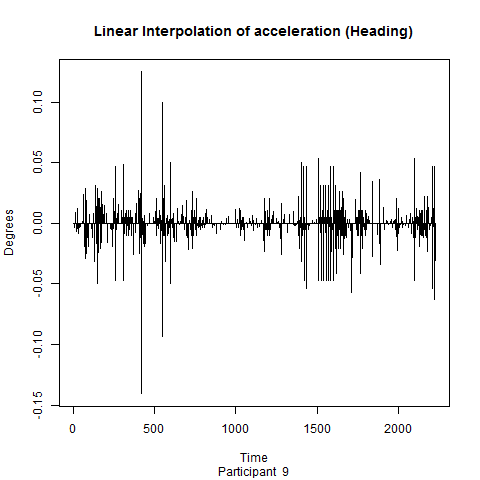 Linear Interpolation of acceleration (Heading)
Degrees
0.10
0.05
0.00
-0.05
-0.10
-0.15
0 500 1000 1500 2000
Time
Participant 9